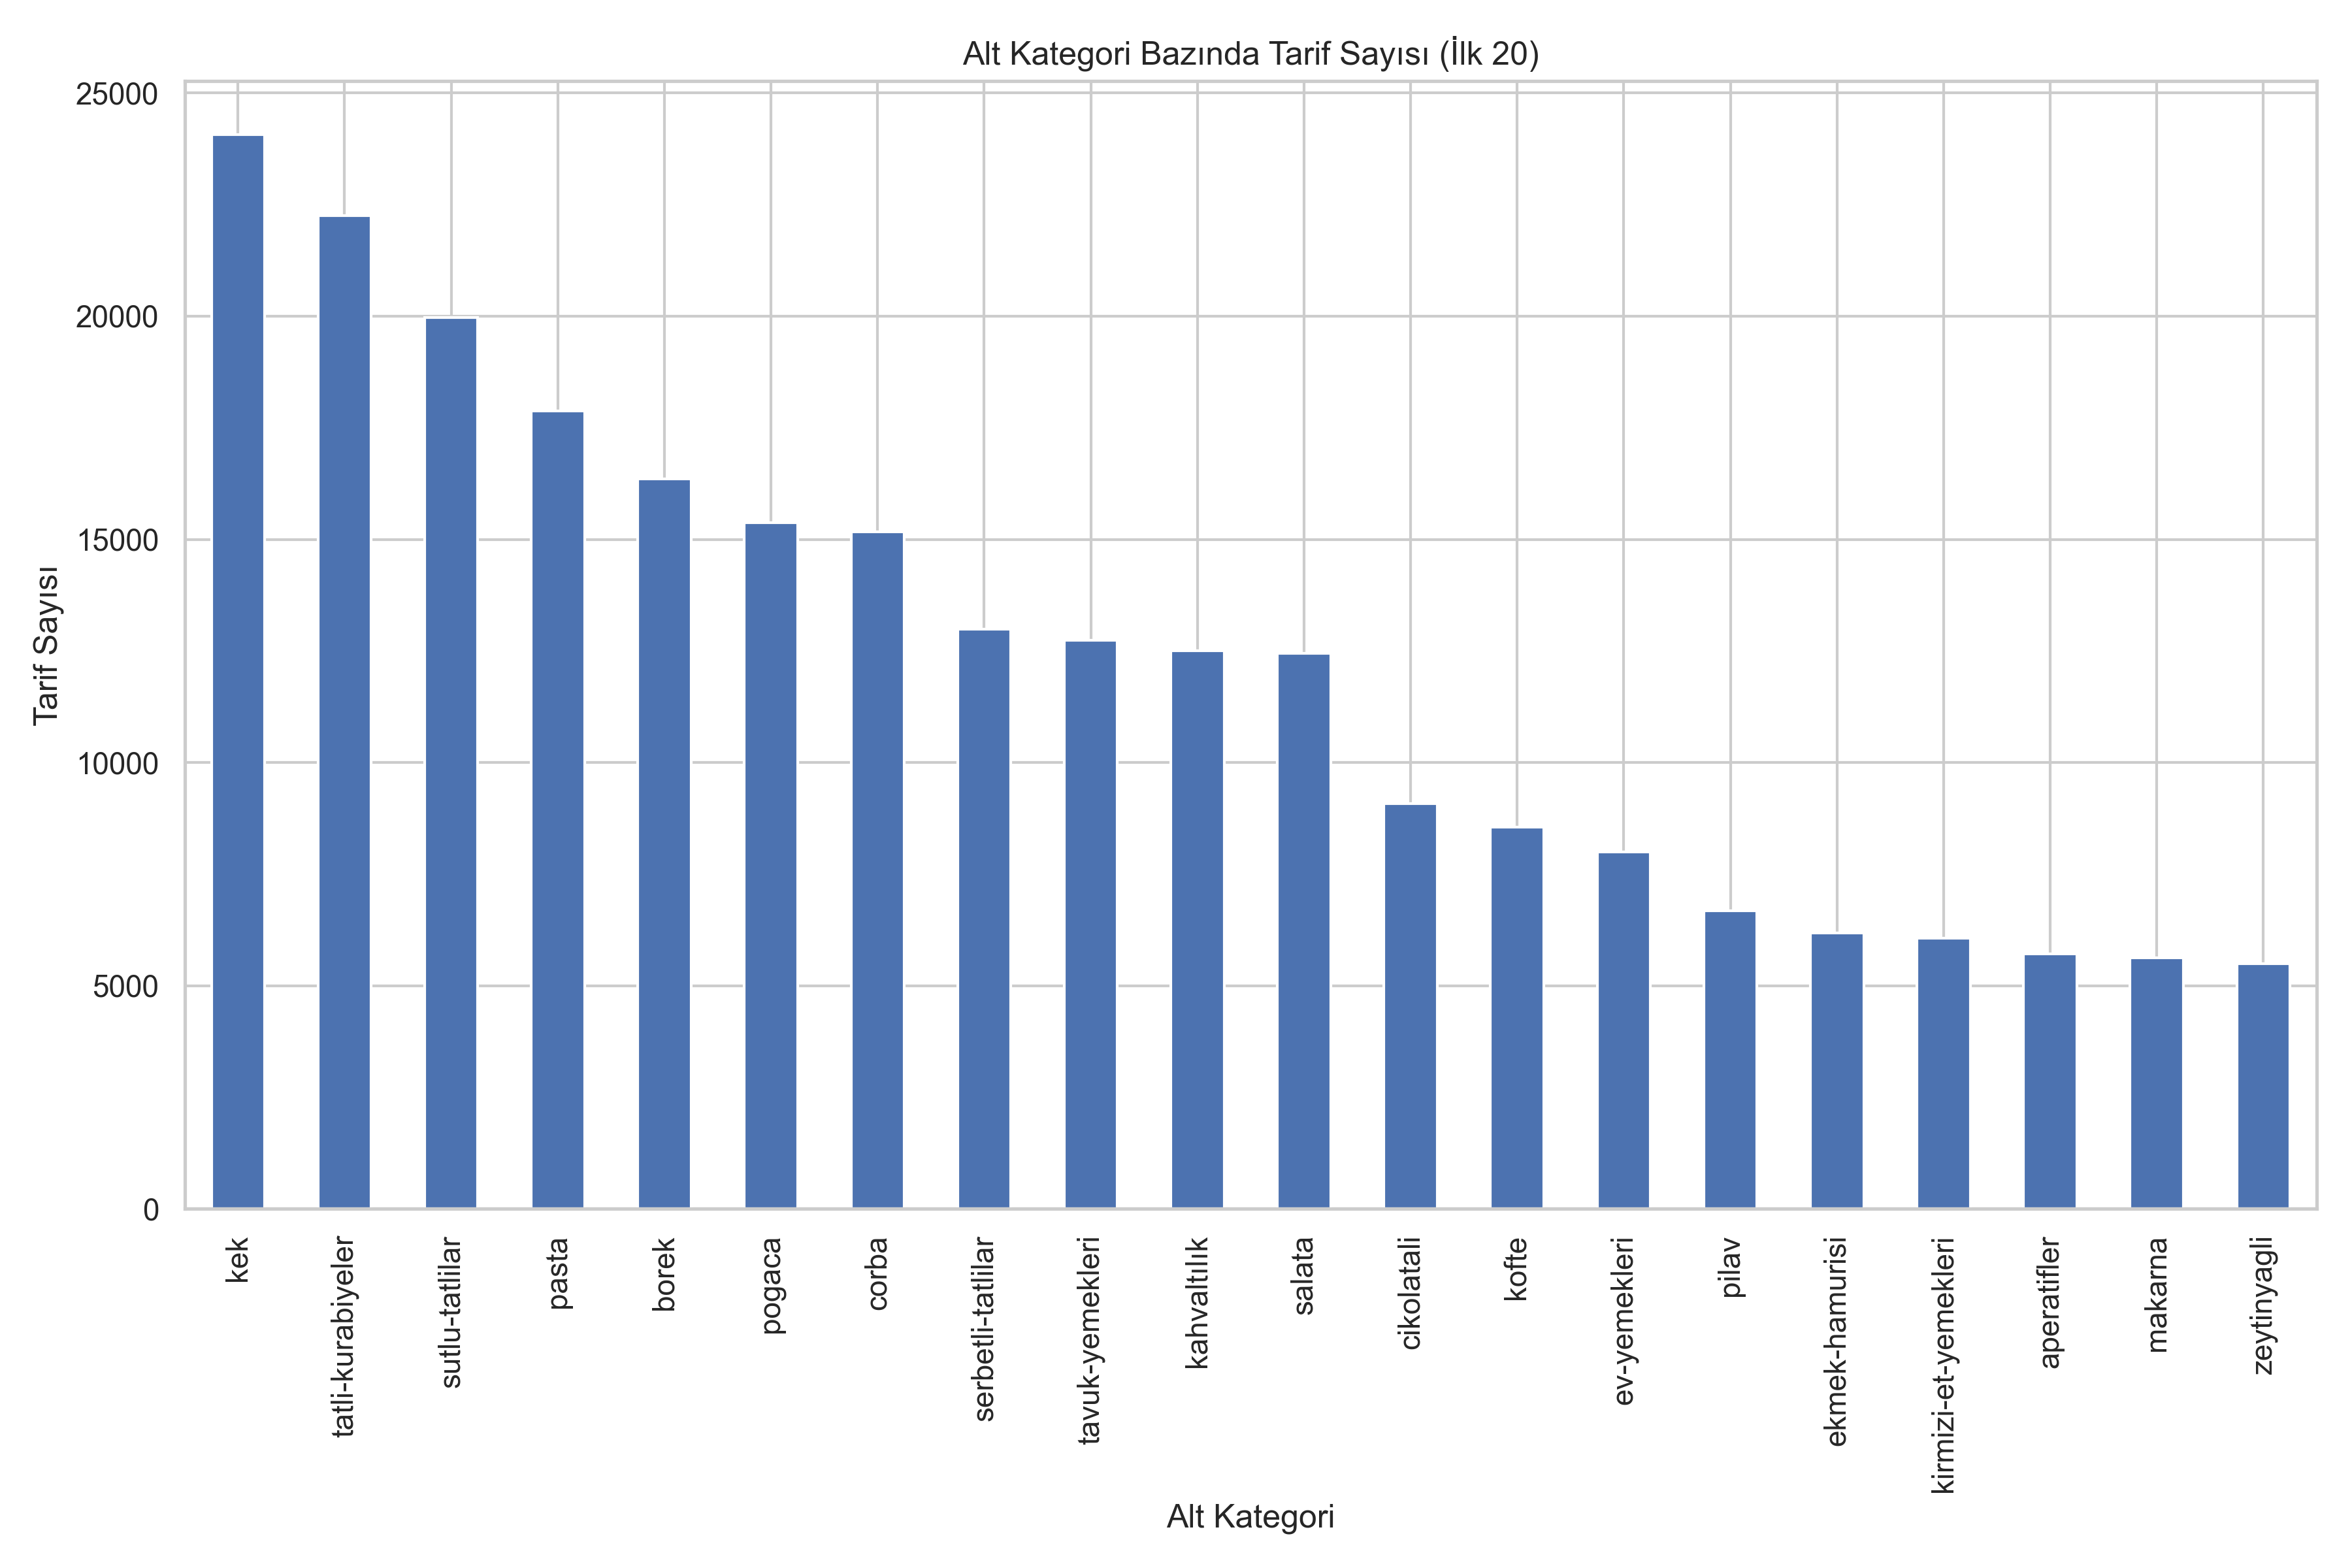 Alt Kategori Bazında Tarif Sayısı (İlk 20)
Tarif Sayısı
25000
20000
15000
10000
5000
0
kek
tatli-kurabiyeler
sutlu-tatlilar
pasta
borek
pogaca
corba
serbetli-tatlilar
tavuk-yemekleri
kahvaltılık
salata
cikolatali
kofte
ev-yemekleri
pilav
ekmek-hamurisi
kirmizi-et-yemekleri
aperatifler
makarna
zeytinyagli
Alt Kategori